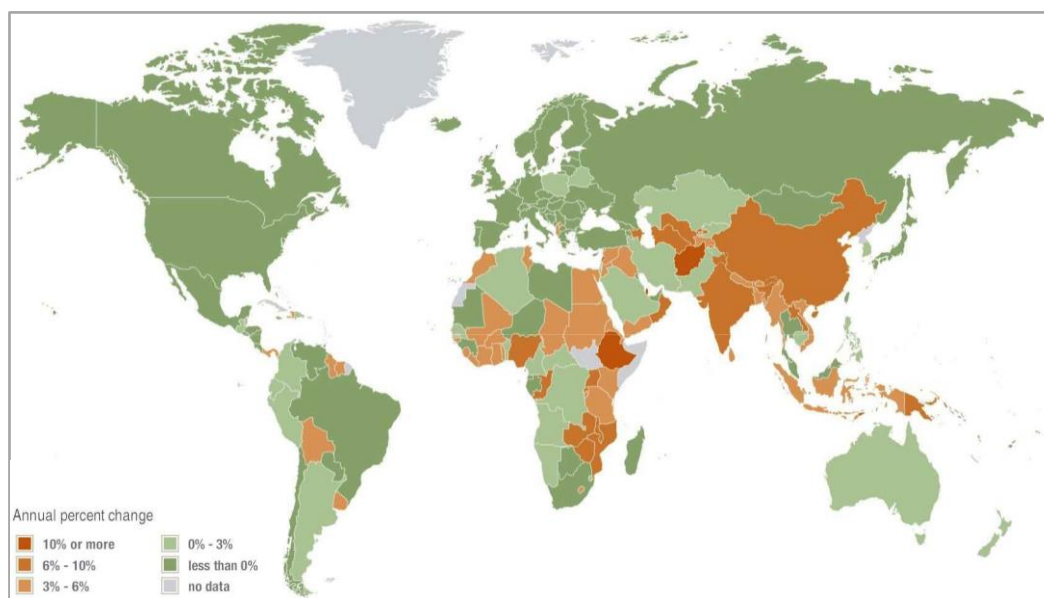 Annual percent change
10% or more
6% - 10%
3% - 6%
0% - 3%
less than 0%
no data